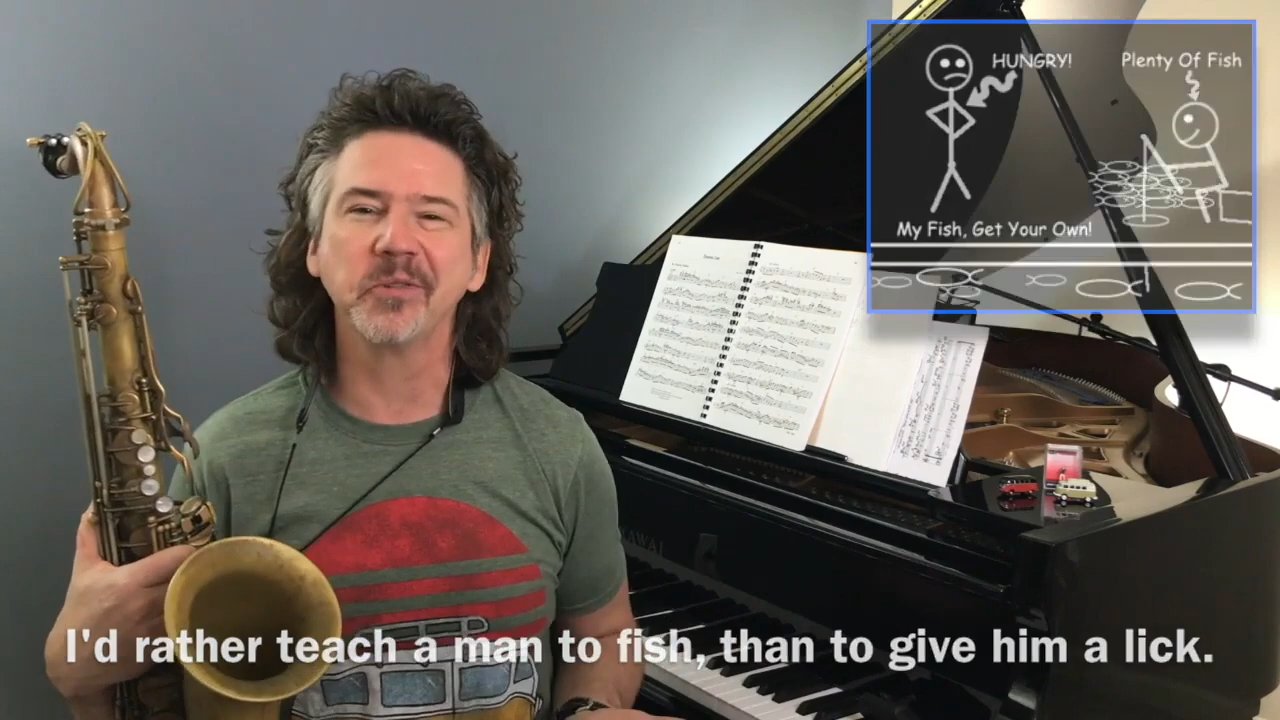 HUNGRY!
Plenty Of Fish
My Fish, Get Your Own!
KAWAI
I'd rather teach a man to fish, than to give him a lick.